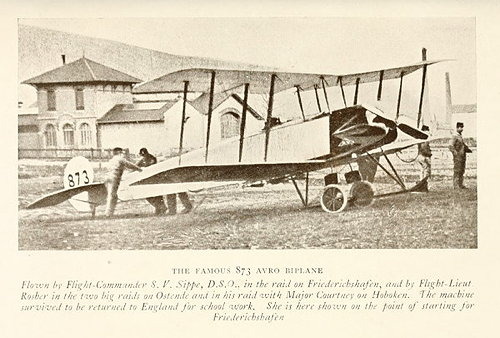 873
THE FAMOUS 873 AVRO BIPLANE
Flown by Flight-Commander S. V. Sippe, D.S.O., in the raid on Friederichshafen, and by Flight-Lieut.
Rosher in the two big raids on Ostende and in his raid with Major Courtney on Hoboken. The machine
survived to be returned to England for school work. She is here shown on the point of starting for
Friederichshafen